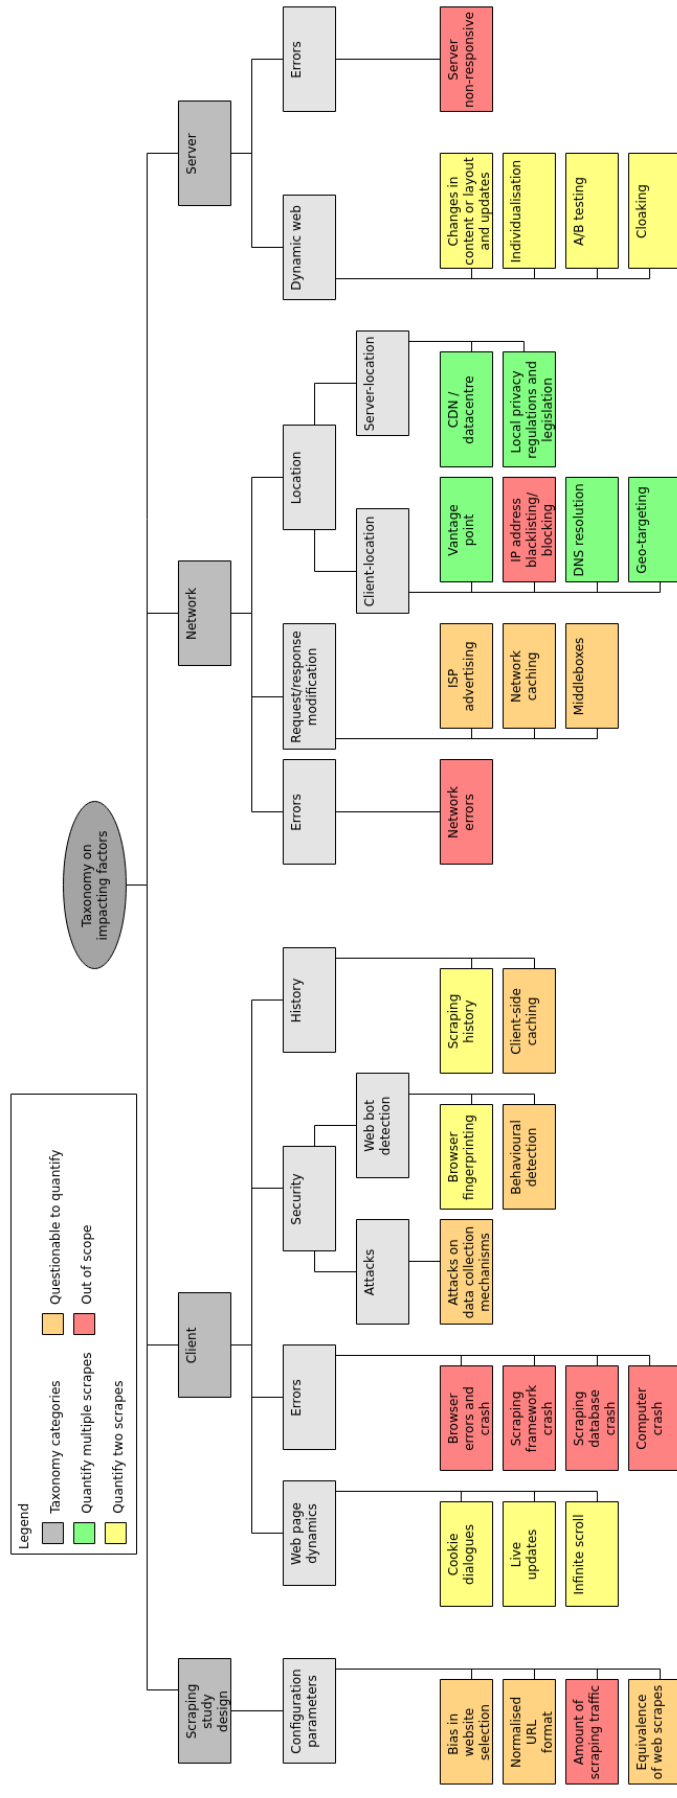 Legend
Taxonomy categories
Quantify multiple scrapes
Quantify two scrapes
Questionable to quantify
Out of scope
Taxonomy on
impacting factors
Scraping
study
design
Client
Network
Server
Configuration
parameters
Web page
dynamics
Errors
Security
History
Errors
Request/response
modification
Location
Dynamic web
Errors
Attacks
Web bot
detection
Client-location
Server-location
Bias in
website
selection
Normalised
URL
format
Amount of
scraping traffic
Equivalence
of web scrapes
Cookie
dialogues
Live
updates
Infinite scroll
Browser
errors and
crash
Scraping
framework
crash
Scraping
database
crash
Computer
crash
Attacks on
data collection
mechanisms
Browser
fingerprinting
Behavioural
detection
Scraping
history
Client-side
caching
Network
errors
ISP
advertising
Network
caching
Middleboxes
Vantage
point
IP address
blacklisting/
blocking
DNS resolution
Geo-targeting
CDN /
datacentre
Local privacy
regulations and
legislation
Changes in
content or layout
and updates
Individualisation
A/B testing
Cloaking
Server
non-responsive